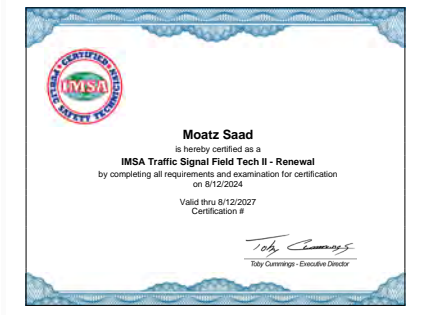 CERTIFIED
PUBLIC SAFETY TECHNICIAN
IMSA
Moatz Saad
is hereby certified as a
IMSA Traffic Signal Field Tech II - Renewal
by completing all requirements and examination for certification
on 8/12/2024
Valid thru 8/12/2027
Certification #
Toby Cummings
Toby Cummings - Executive Director